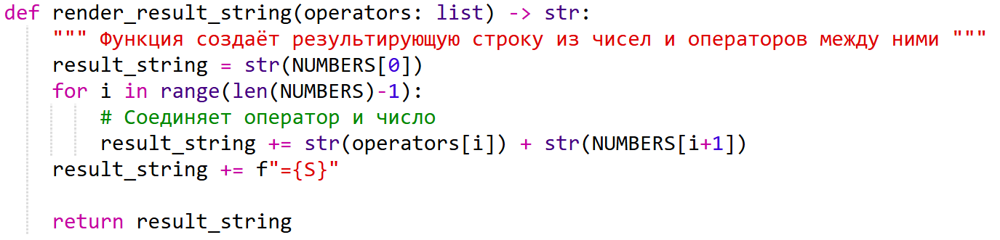 def render_result_string(operators: list) -> str:
    """ Функция создаёт результирующую строку из чисел и операторов между ними """
    result_string = str(NUMBERS[0])
    for i in range(len(NUMBERS)-1):
        # Соединяет оператор и число
        result_string += str(operators[i]) + str(NUMBERS[i+1])
    result_string += f"={S}"
    return result_string